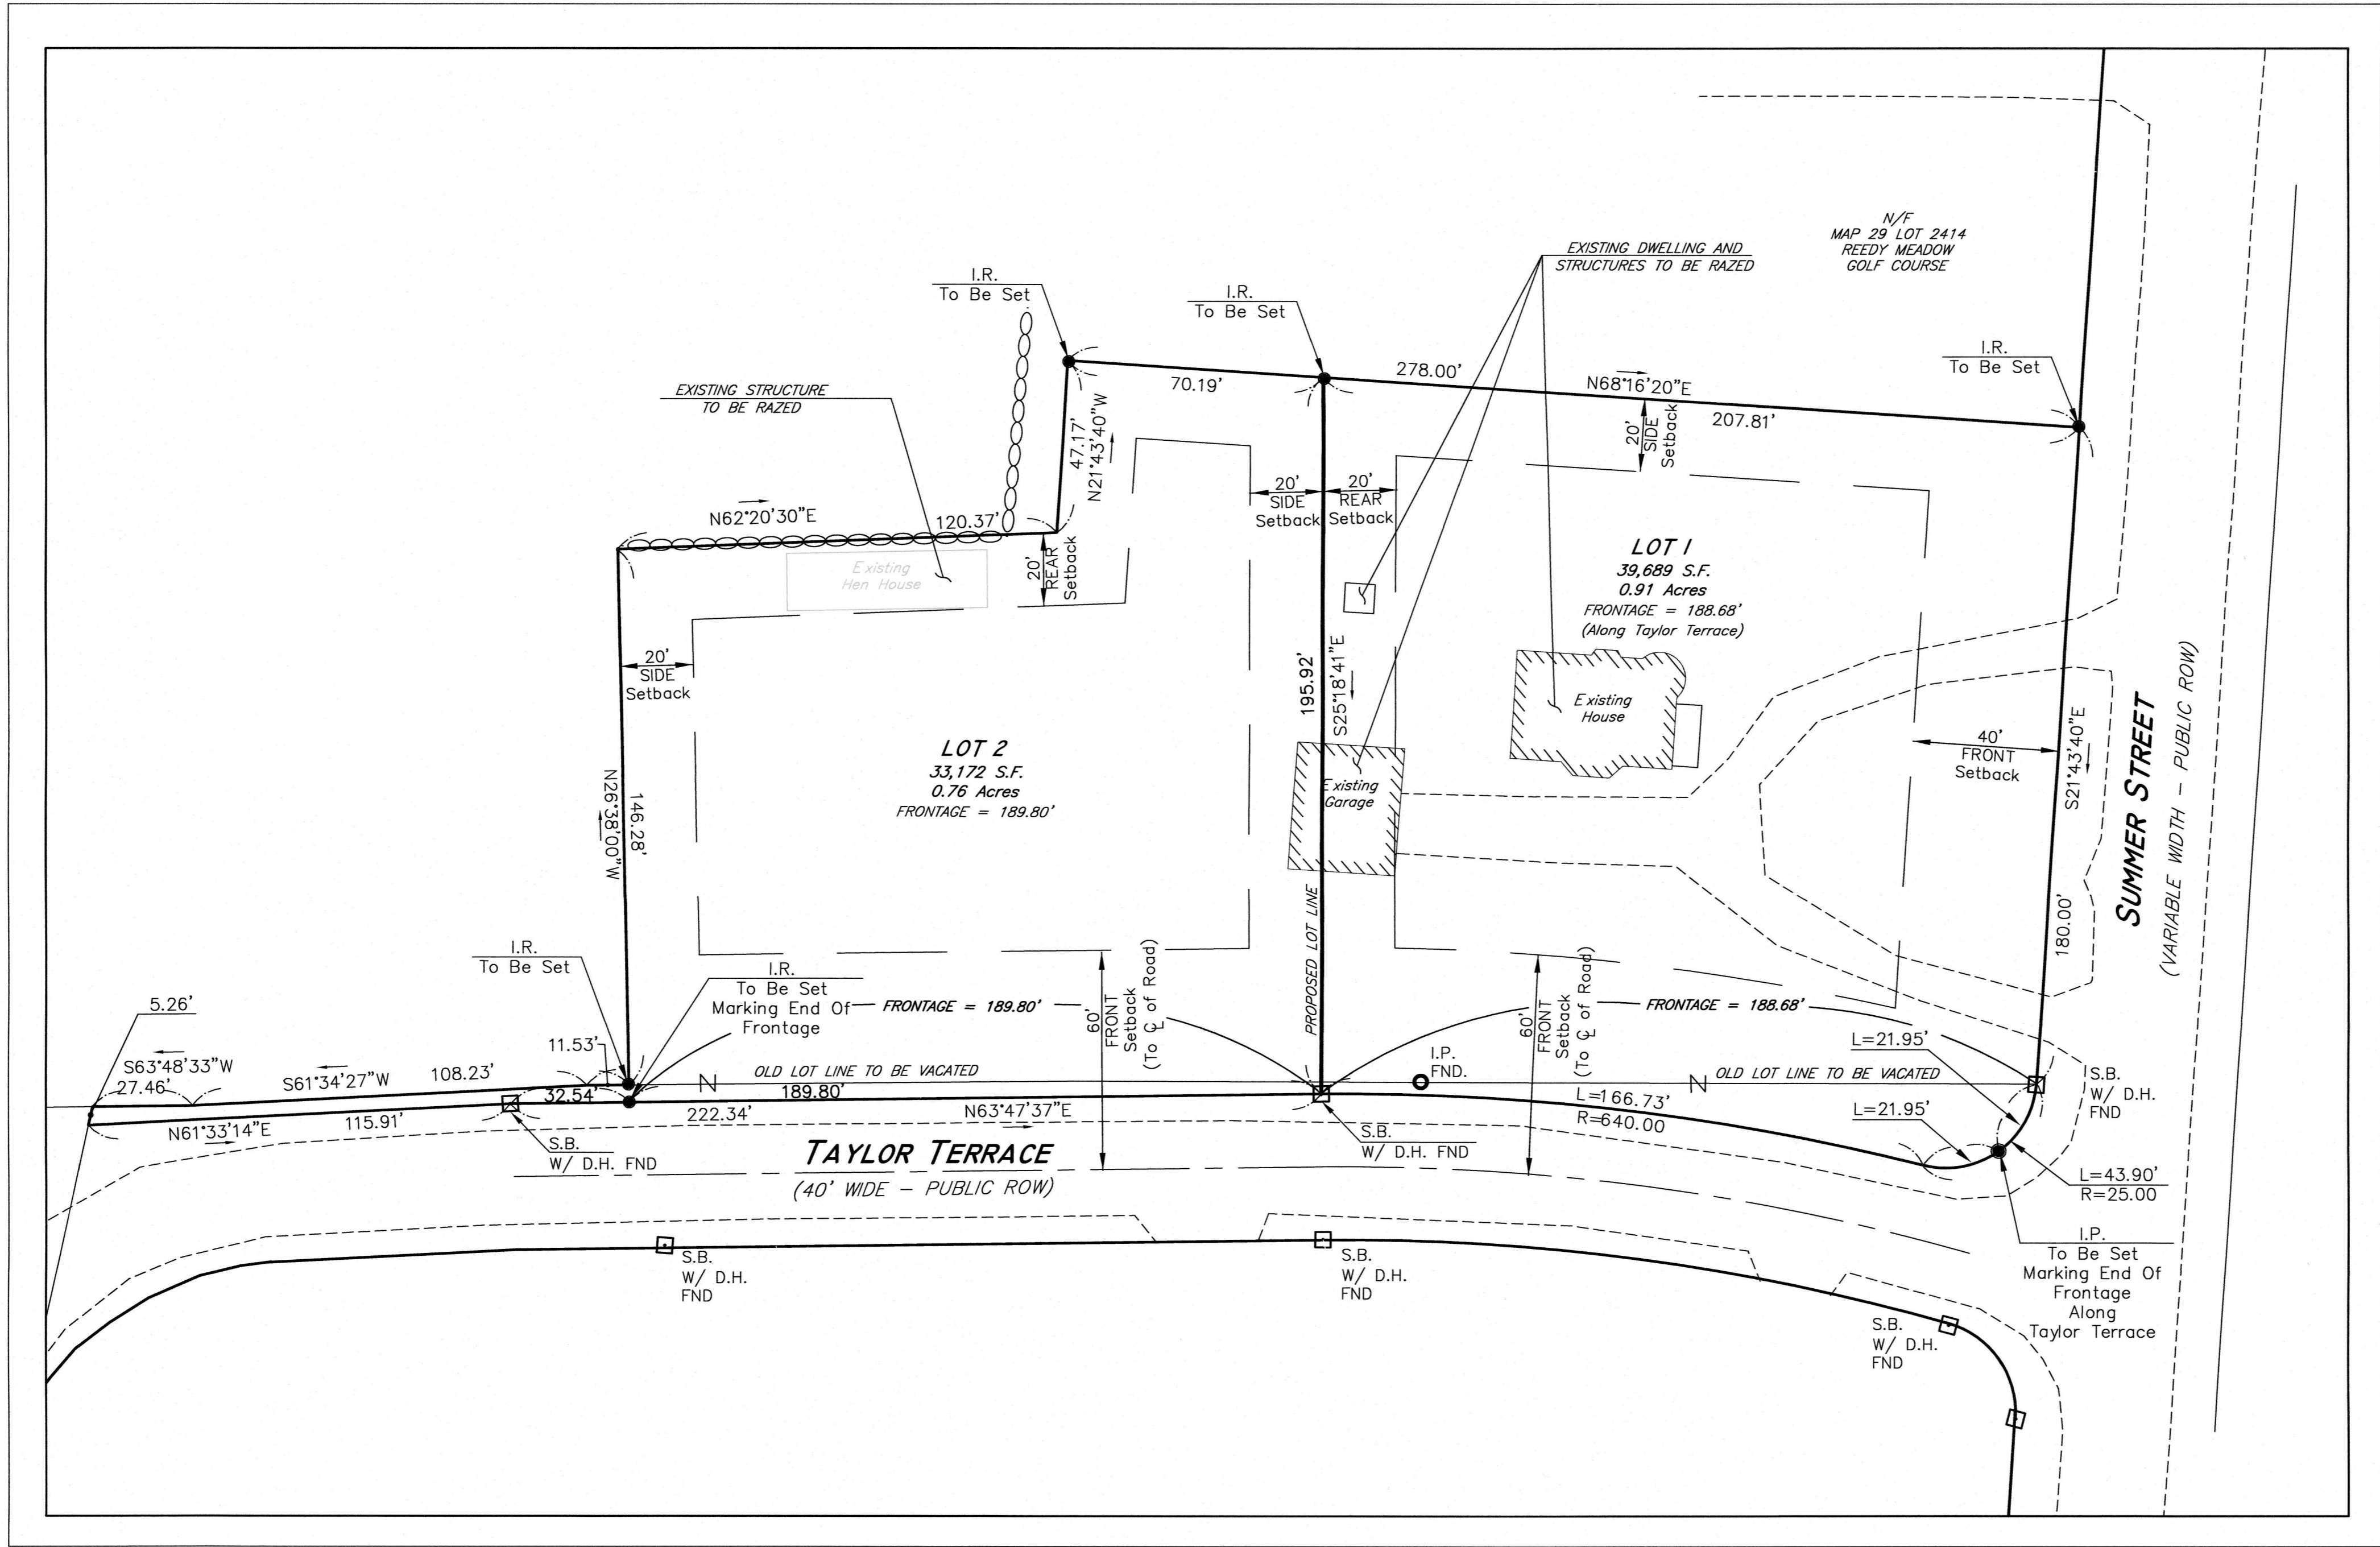 N/F
MAP 29 LOT 2414
REEDY MEADOW
GOLF COURSE
EXISTING DWELLING AND
STRUCTURES TO BE RAZED
I.R.
To Be Set
I.R.
To Be Set
I.R.
To Be Set
EXISTING STRUCTURE
TO BE RAZED
70.19'
278.00'
N68°16'20"E
207.81'
47.17'
N21°43'40"W
20'
SIDE
Setback
N62°20'30"E
120.37'
20'
SIDE
Setback
20'
REAR
Setback
Existing
Hen House
20'
REAR
Setback
LOT 1
39,689 S.F.
0.91 Acres
FRONTAGE = 188.68'
(Along Taylor Terrace)
20'
SIDE
Setback
195.92'
S25°18'41"E
Existing
House
40'
FRONT
Setback
S21°43'40"E
180.00'
SUMMER STREET
(VARIABLE WIDTH - PUBLIC ROW)
LOT 2
33,172 S.F.
0.76 Acres
FRONTAGE = 189.80'
N26°38'00"W
146.28'
Existing
Garage
PROPOSED LOT LINE
I.R.
To Be Set
I.R.
To Be Set
Marking End Of
Frontage
FRONTAGE = 189.80'
60'
FRONT
Setback
(To ℄ of Road)
60'
FRONT
Setback
(To ℄ of Road)
FRONTAGE = 188.68'
5.26'
S63°48'33"W
27.46'
S61°34'27"W
108.23'
11.53'
32.54'
N
OLD LOT LINE TO BE VACATED
189.80'
222.34'
N63°47'37"E
I.P.
FND.
L=21.95'
N
OLD LOT LINE TO BE VACATED
L=166.73'
R=640.00
L=21.95'
S.B.
W/ D.H.
FND
N61°33'14"E
115.91'
S.B.
W/ D.H. FND
TAYLOR TERRACE
(40' WIDE - PUBLIC ROW)
S.B.
W/ D.H. FND
L=43.90'
R=25.00
I.P.
To Be Set
Marking End Of
Frontage
Along
Taylor Terrace
S.B.
W/ D.H.
FND
S.B.
W/ D.H.
FND
S.B.
W/ D.H.
FND